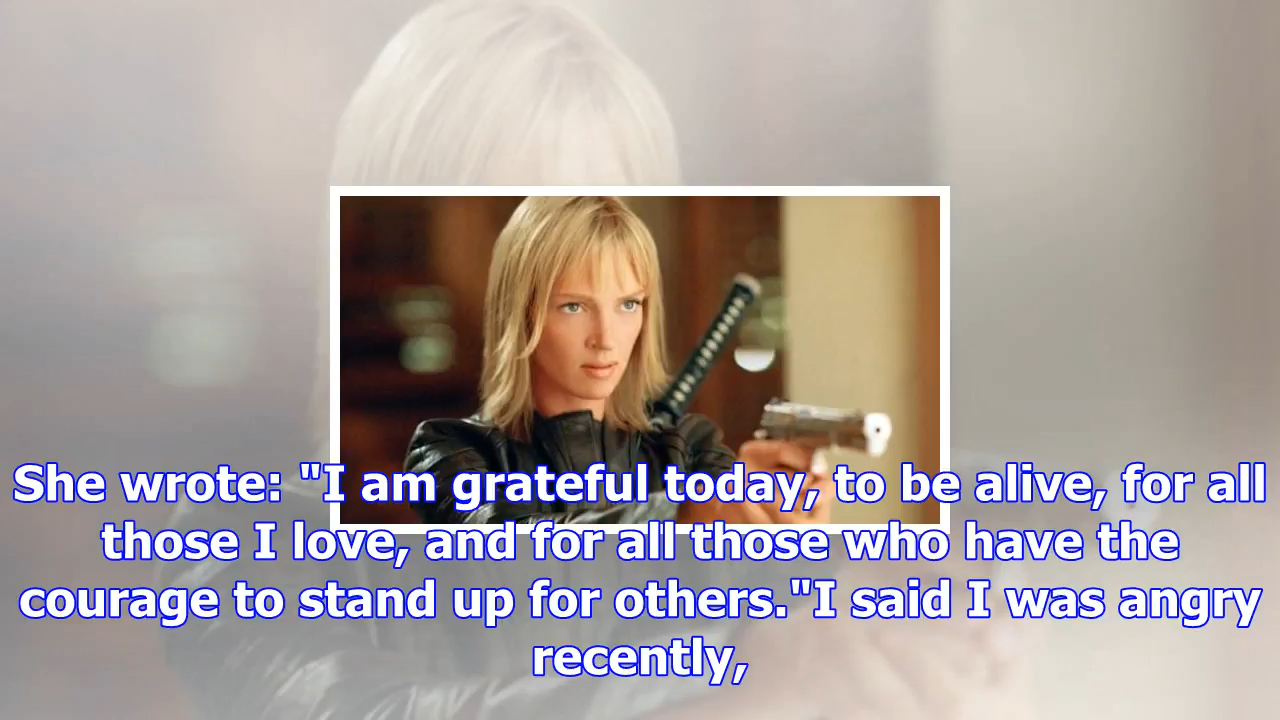 She wrote: "I am grateful today, to be alive, for all
those I love, and for all those who have the
courage to stand up for others."I said I was angry
recently,